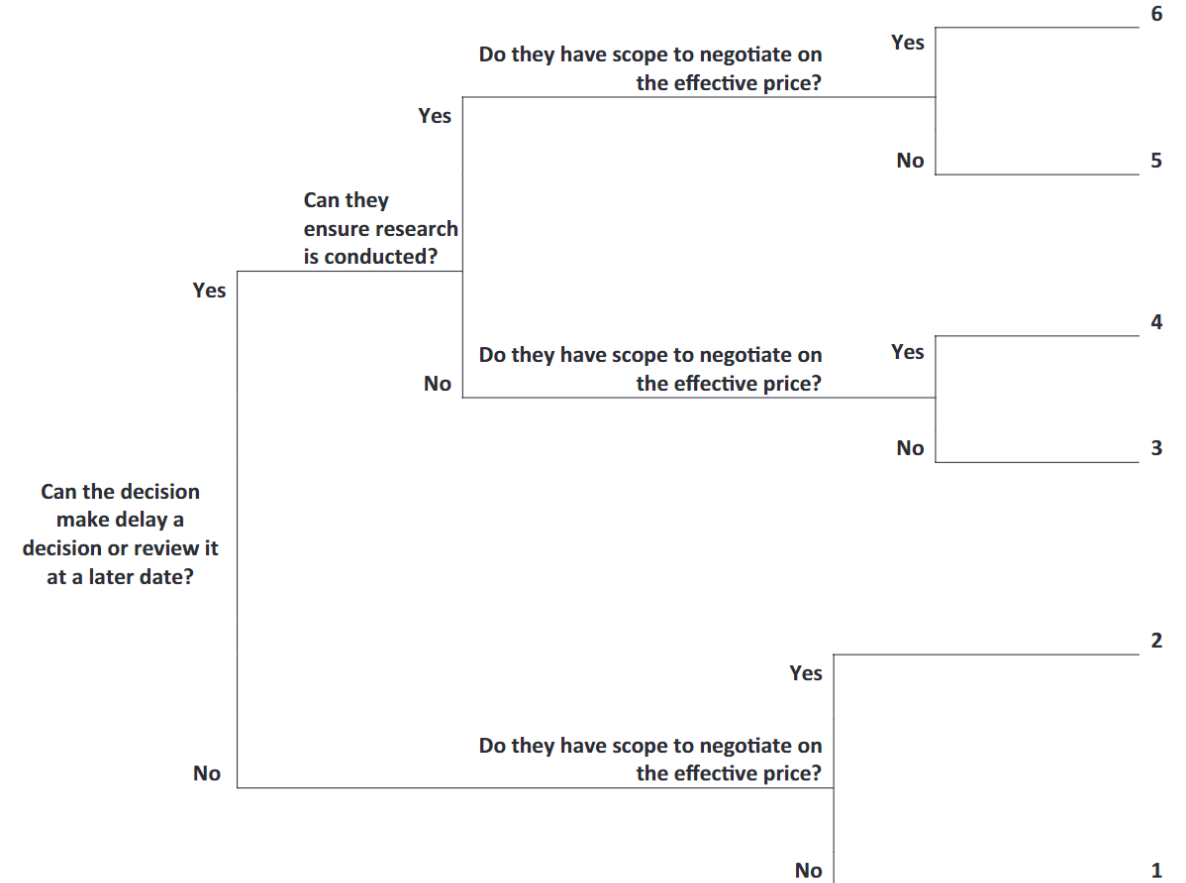 6
Do they have scope to negotiate on
the effective price?
Yes
Yes
No
5
Can they
ensure research
is conducted?
Yes
4
Do they have scope to negotiate on
the effective price?
Yes
No
No
3
Can the decision
make delay a
decision or review it
at a later date?
2
Yes
Do they have scope to negotiate on
the effective price?
No
No
1